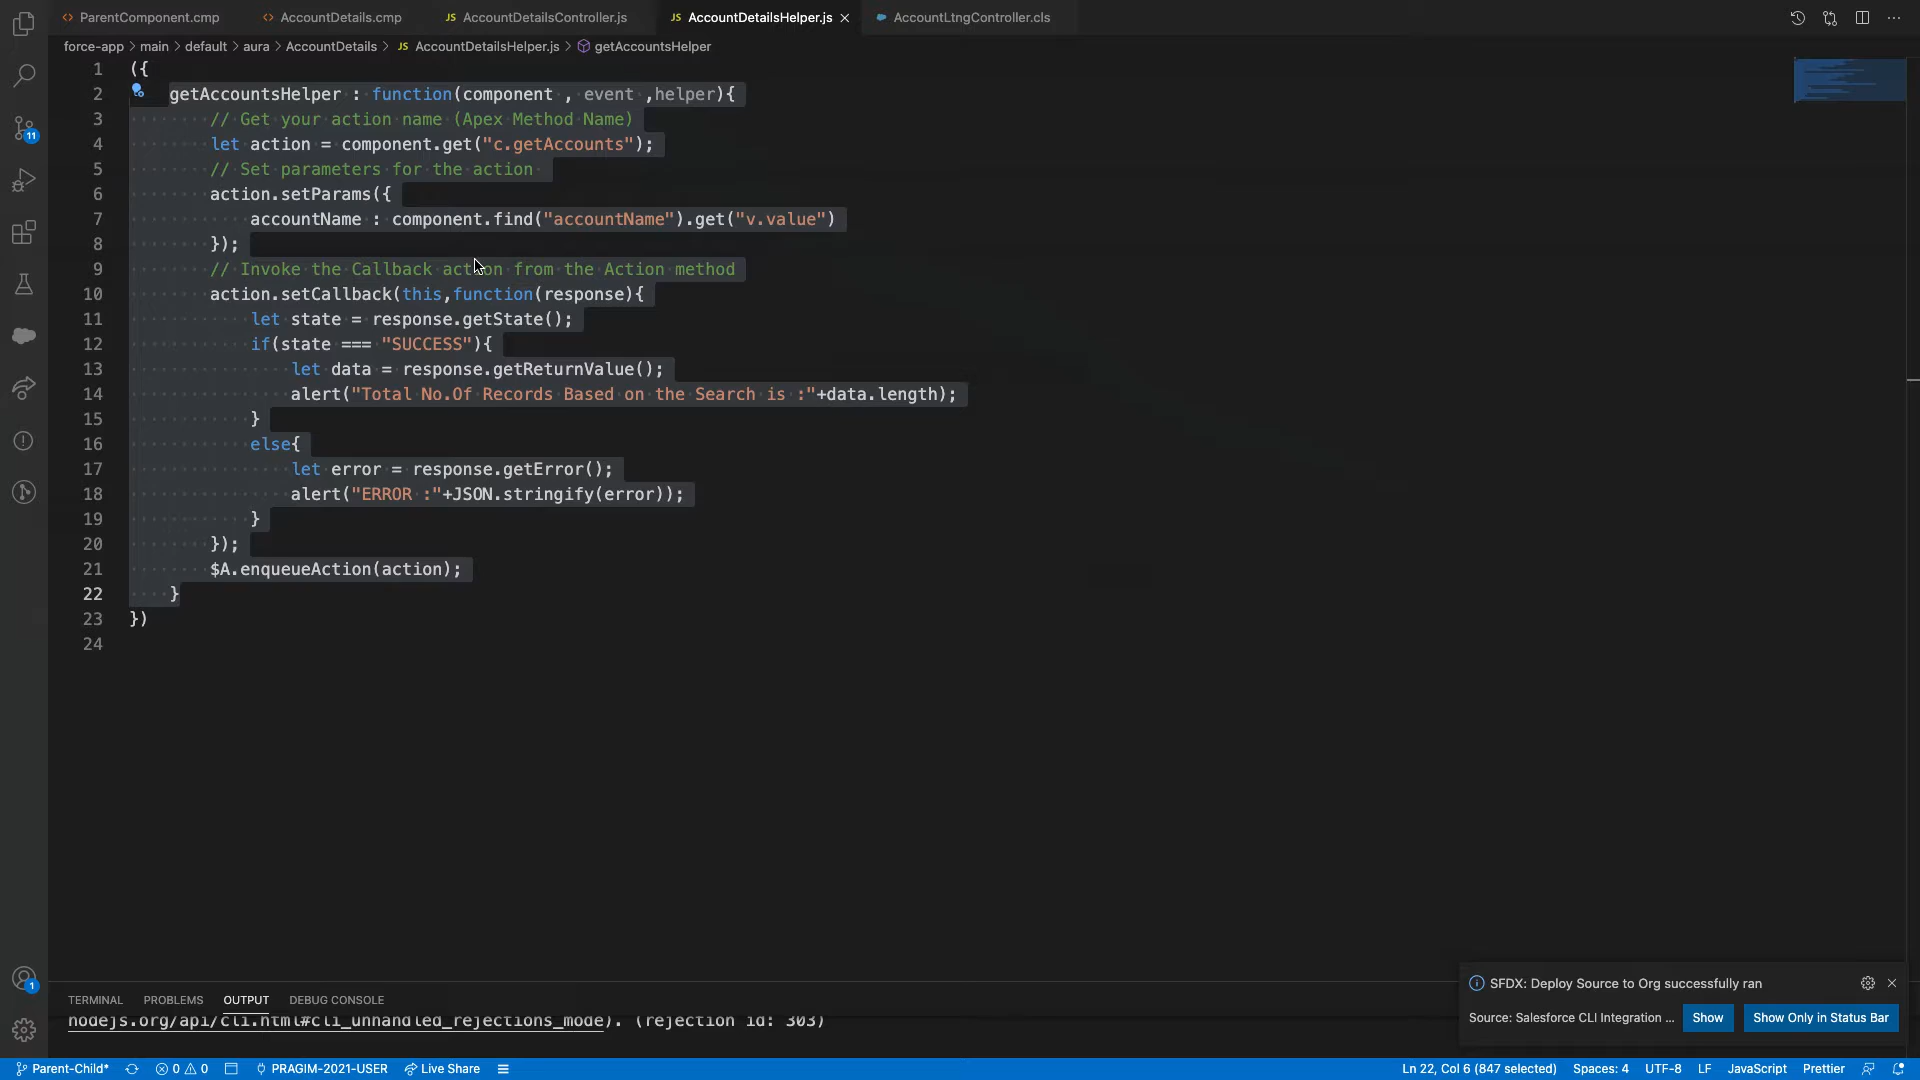 ParentComponent.cmp AccountDetails.cmp JS AccountDetailsController.js JS AccountDetailsHelper.js AccountLtngController.cls
force-app > main > default > aura > AccountDetails > JS AccountDetailsHelper.js > getAccountsHelper
1 ({
2 getAccountsHelper : function(component , event ,helper){
3 // Get your action name (Apex Method Name)
4 let action = component.get("c.getAccounts");
5 // Set parameters for the action
6 action.setParams({
7 accountName : component.find("accountName").get("v.value")
8 });
9 // Invoke the Callback action from the Action method
10 action.setCallback(this,function(response){
11 let state = response.getState();
12 if(state === "SUCCESS"){
13 let data = response.getReturnValue();
14 alert("Total No.Of Records Based on the Search is :"+data.length);
15 }
16 else{
17 let error = response.getError();
18 alert("ERROR :"+JSON.stringify(error));
19 }
20 });
21 $A.enqueueAction(action);
22 }
23 })
24
11
1
TERMINAL PROBLEMS OUTPUT DEBUG CONSOLE
nodejs.org/api/cli.html#cli_unhandled_rejections_mode). (rejection id: 303)
SFDX: Deploy Source to Org successfully ran
Source: Salesforce CLI Integration ... Show Show Only in Status Bar
Parent-Child* 0 0 PRAGIM-2021-USER Live Share Ln 22, Col 6 (847 selected) Spaces: 4 UTF-8 LF JavaScript Prettier